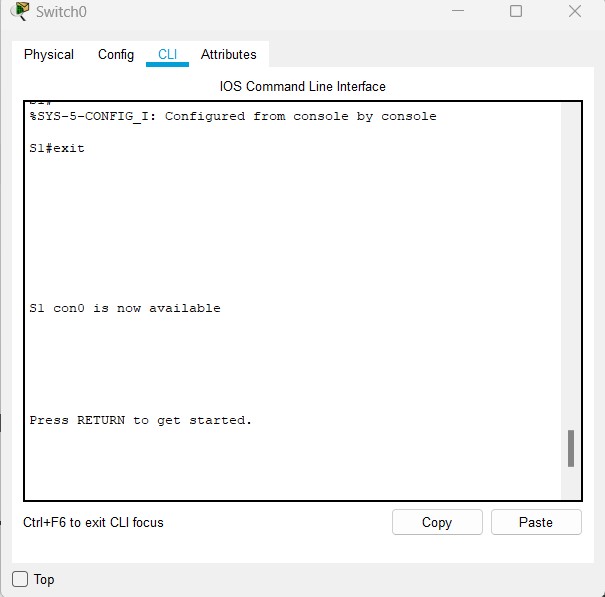 Switch0
Physical Config CLI Attributes
IOS Command Line Interface
%SYS-5-CONFIG_I: Configured from console by console
S1#exit
S1 con0 is now available
Press RETURN to get started.
Ctrl+F6 to exit CLI focus
Copy
Paste
Top